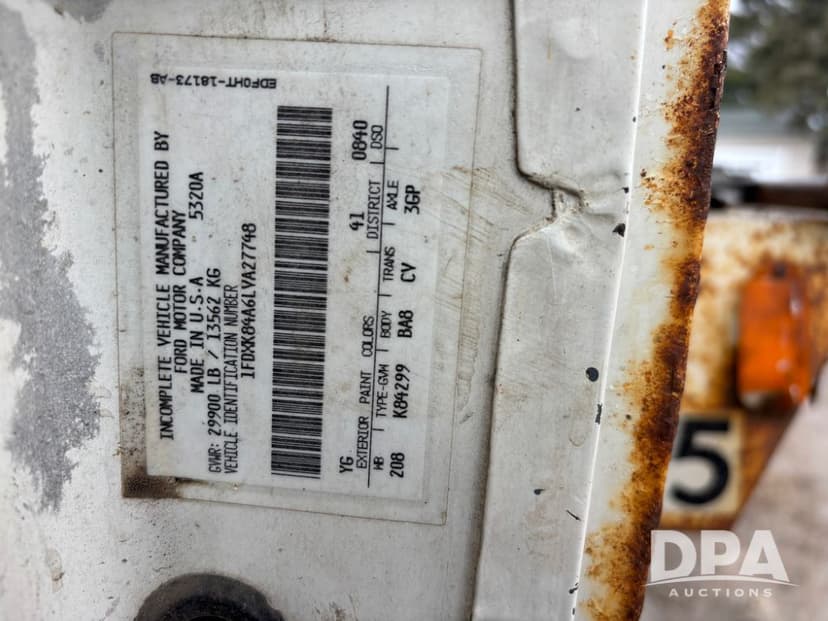 INCOMPLETE VEHICLE MANUFACTURED BY
FORD MOTOR COMPANY
MADE IN U.S.A 5320A
GVWR: 29900 LB / 13562 KG
VEHICLE IDENTIFICATION NUMBER
1FDXK84A6LVA27748
YG 41 0840
EXTERIOR PAINT COLORS DISTRICT DSO
WB TYPE-GVW BODY TRANS AXLE
208 K84299 BA8 CV 3GP
EDF0HT-18173-AB
5
DPA
AUCTIONS